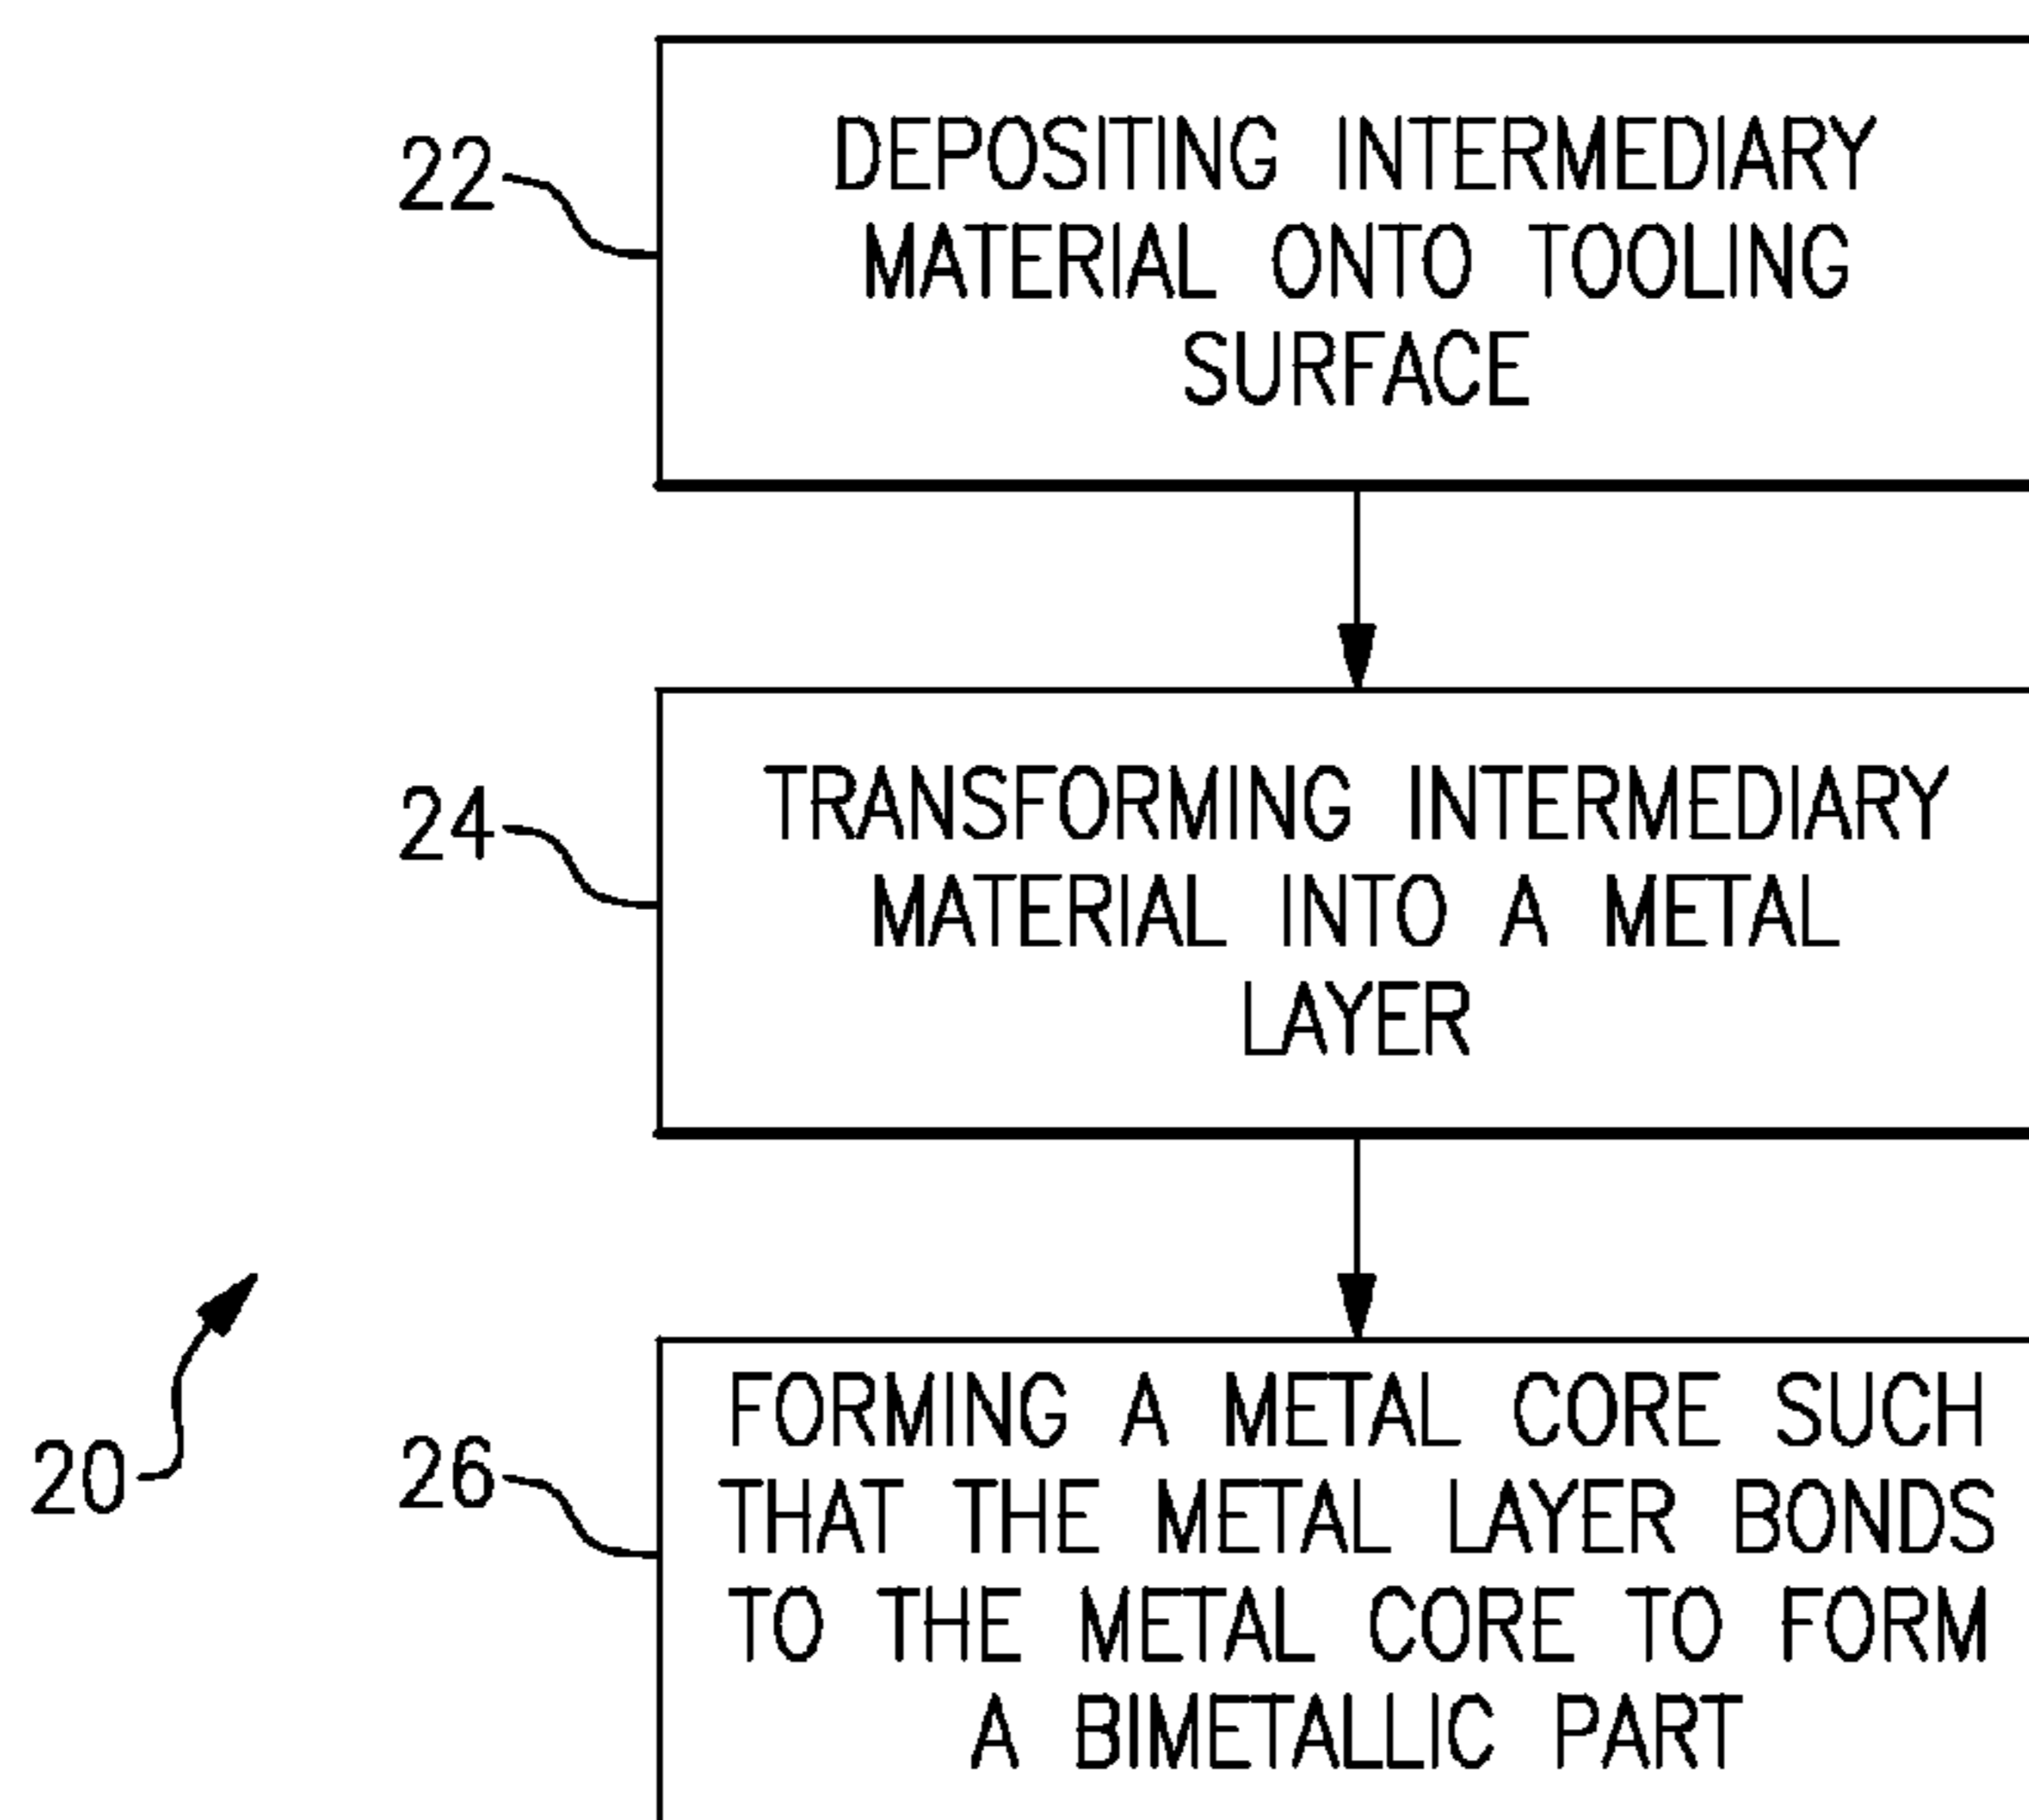 22
DEPOSITING INTERMEDIARY
MATERIAL ONTO TOOLING
SURFACE
24
TRANSFORMING INTERMEDIARY
MATERIAL INTO A METAL
LAYER
20
26
FORMING A METAL CORE SUCH
THAT THE METAL LAYER BONDS
TO THE METAL CORE TO FORM
A BIMETALLIC PART